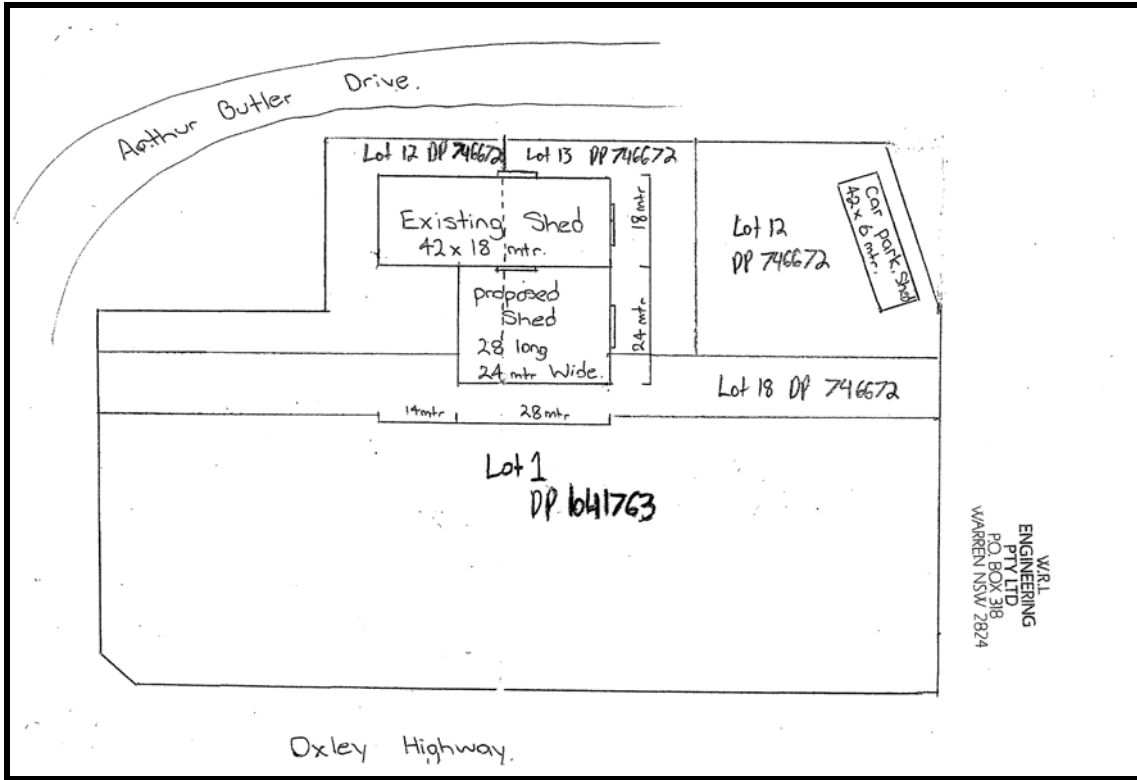 Arthur Butler Drive.
Lot 12 DP 746672
Lot 13 DP 746672
Existing Shed
42 x 18 mtr.
18 mtr
Lot 12
DP 746672
Car park Shed
42 x 6 mtr.
proposed
Shed
28 long
24 mtr Wide.
24 mtr
Lot 18 DP 746672
14 mtr
28 mtr
Lot 1
DP 1041763
W.R.L
ENGINEERING
PTY LTD
P.O. BOX 318
WARREN NSW 2824
Oxley Highway.